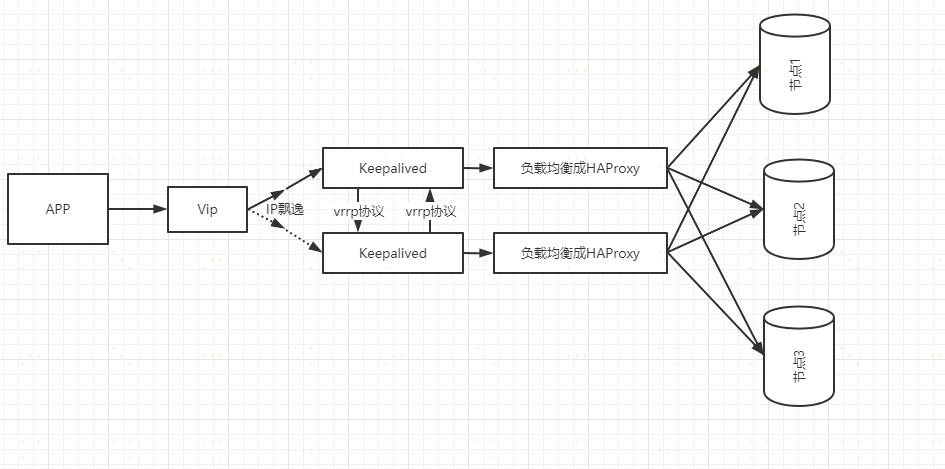 APP
Vip
IP飘逸
Keepalived
vrrp协议
vrrp协议
Keepalived
负载均衡成HAProxy
负载均衡成HAProxy
节点1
节点2
节点3